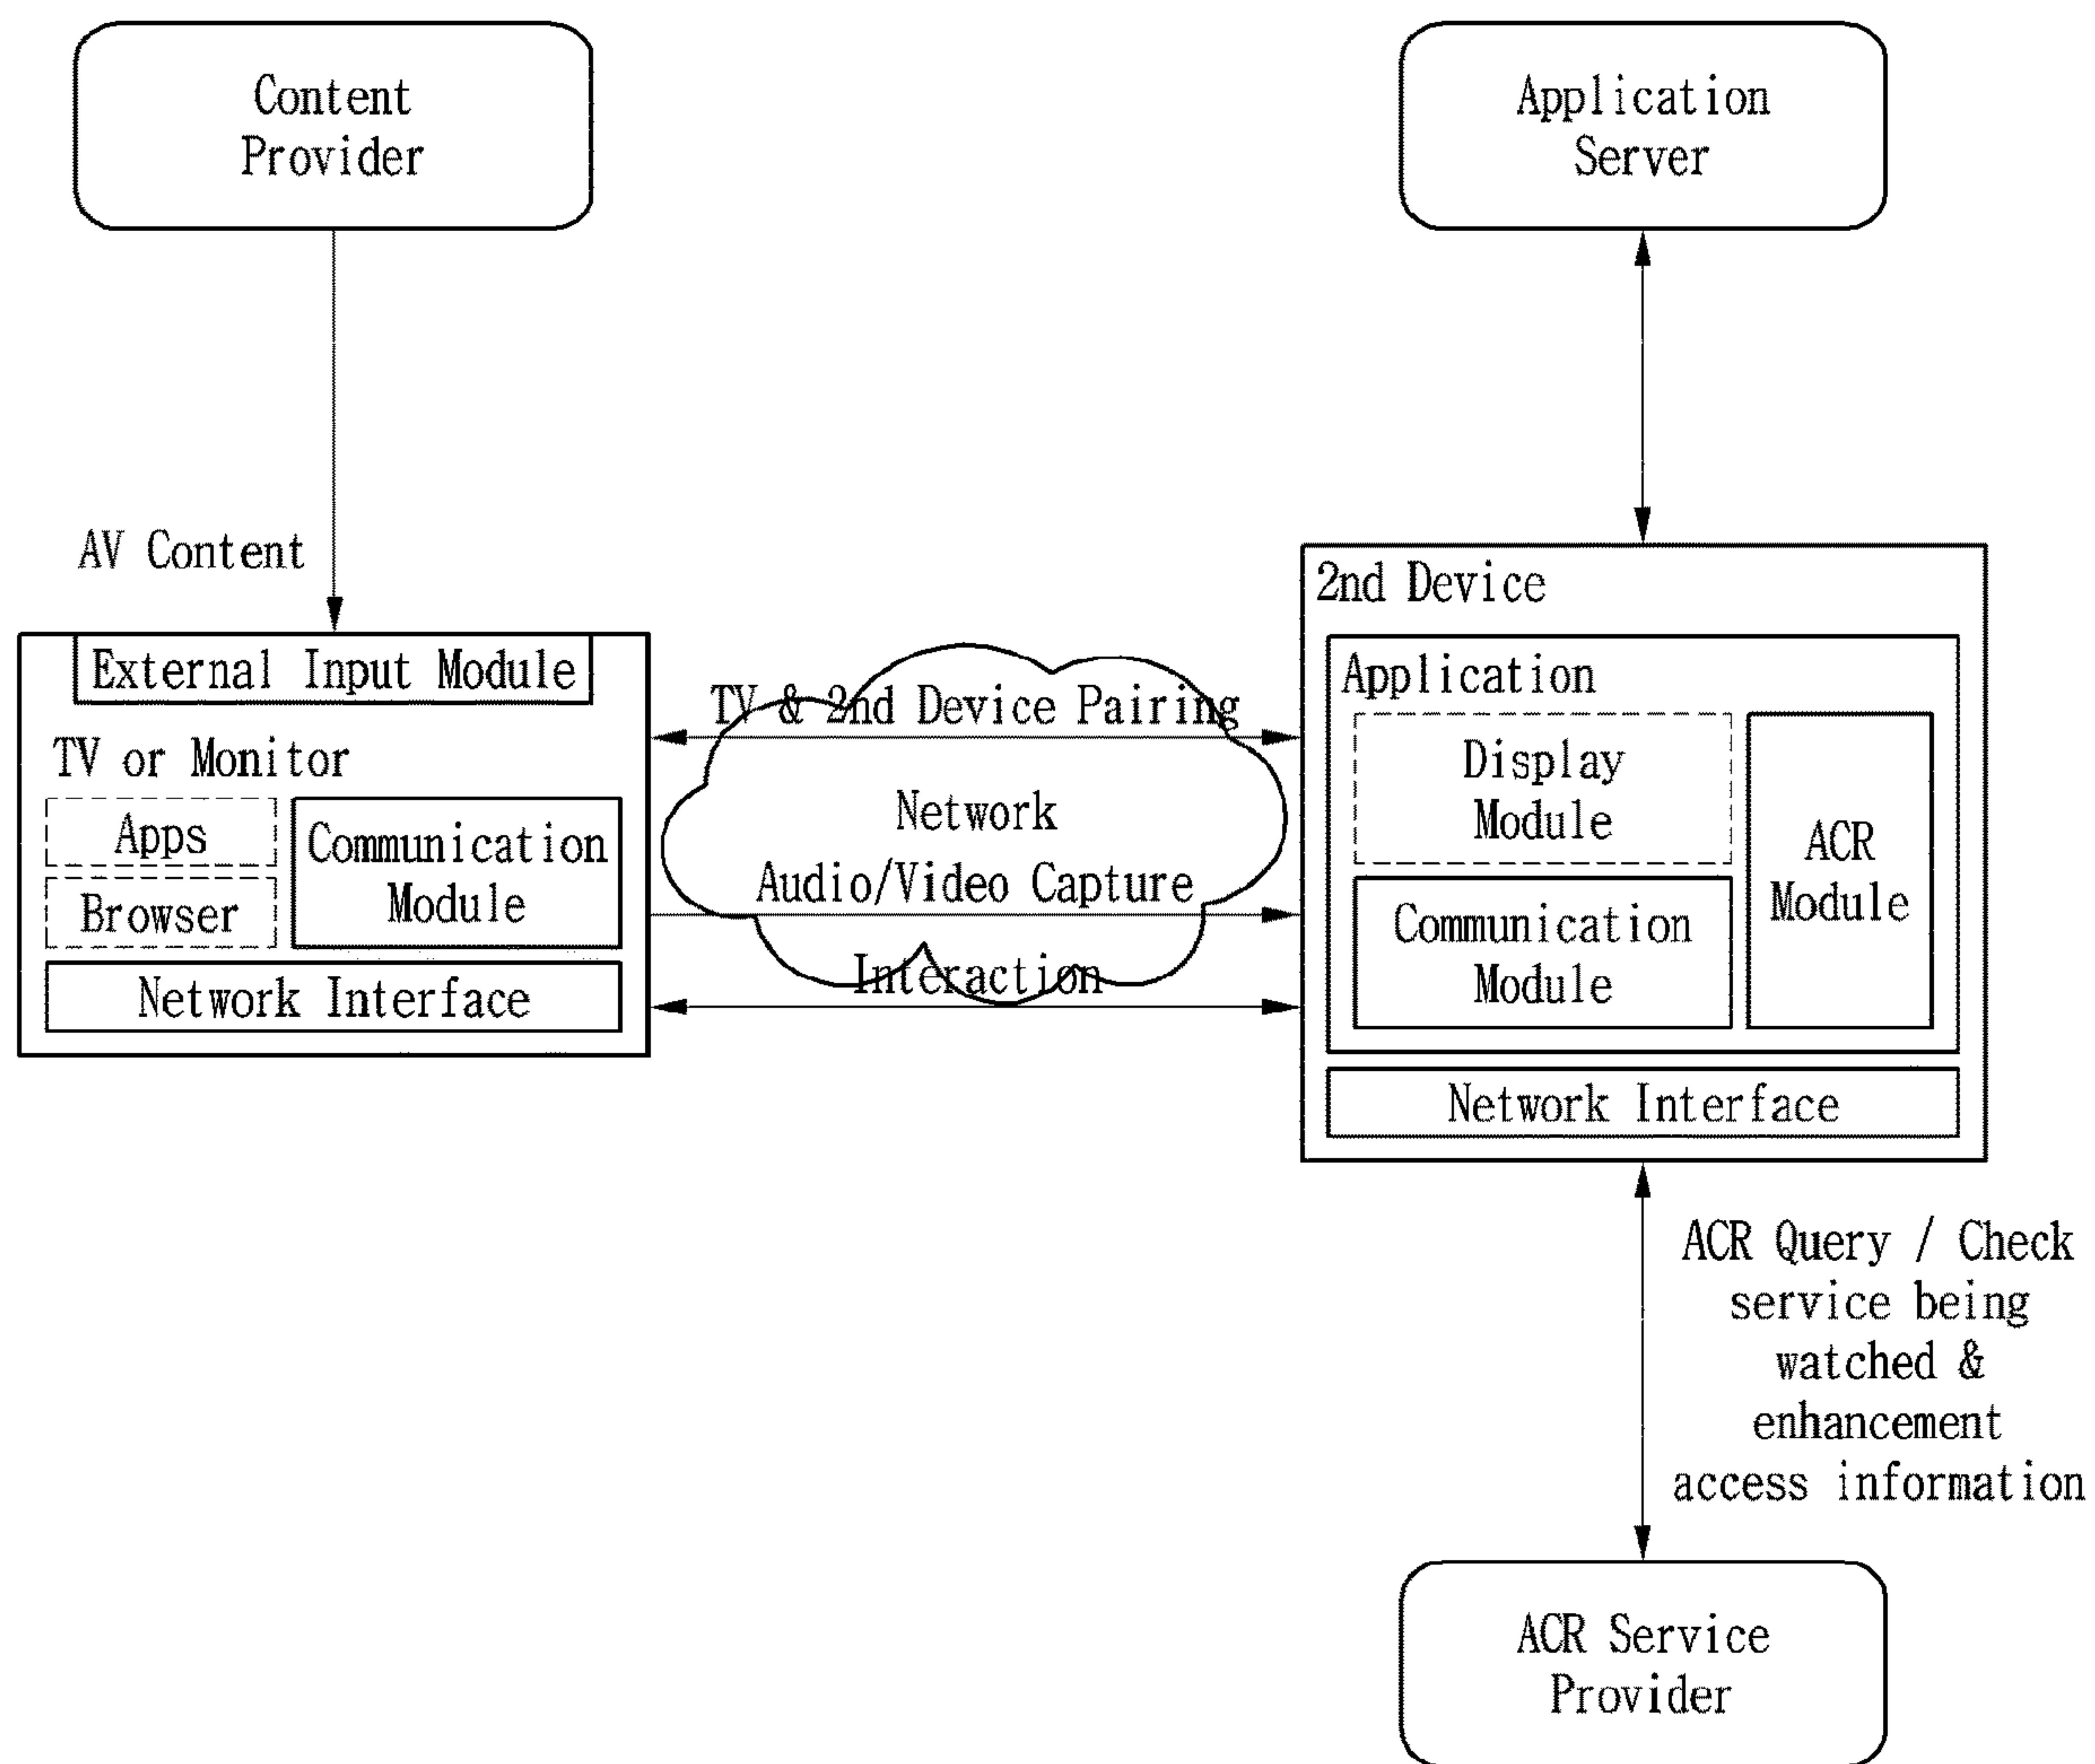 Content
Provider
Application
Server
AV Content
External Input Module
TV or Monitor
Apps
Browser
Communication
Module
Network Interface
TV & 2nd Device Pairing
Network
Audio/Video Capture
Interaction
2nd Device
Application
Display
Module
Communication
Module
ACR
Module
Network Interface
ACR Query / Check
service being
watched &
enhancement
access information
ACR Service
Provider